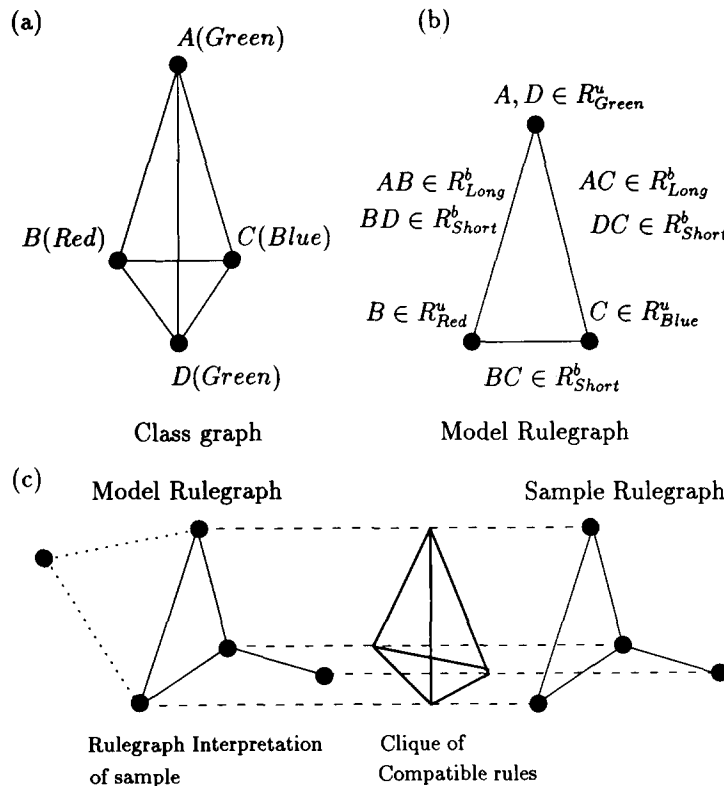 (a)
A(Green)
B(Red)
C(Blue)
D(Green)
Class graph
(b)
A, D ∈ R^u_Green
AB ∈ R^b_Long
AC ∈ R^b_Long
BD ∈ R^b_Short
DC ∈ R^b_Short
B ∈ R^u_Red
C ∈ R^u_Blue
BC ∈ R^b_Short
Model Rulegraph
(c)
Model Rulegraph
Sample Rulegraph
Rulegraph Interpretation
of sample
Clique of
Compatible rules